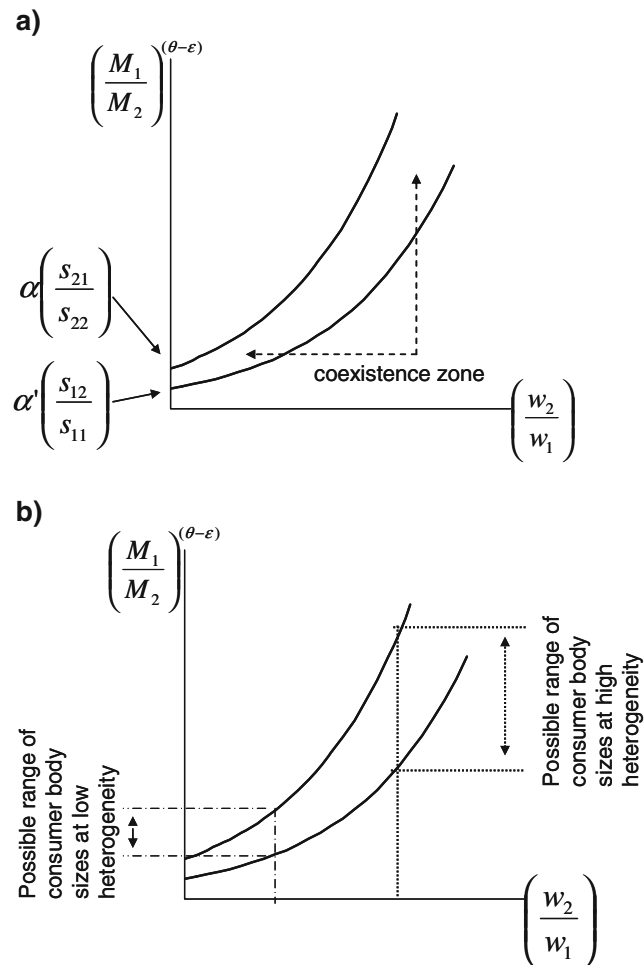 a)
(M₁/M₂)^(θ−ε)
α(s₂₁/s₂₂)
α'(s₁₂/s₁₁)
coexistence zone
(w₂/w₁)
b)
(M₁/M₂)^(θ−ε)
Possible range of
consumer body
sizes at low
heterogeneity
Possible range of
consumer body
sizes at high
heterogeneity
(w₂/w₁)